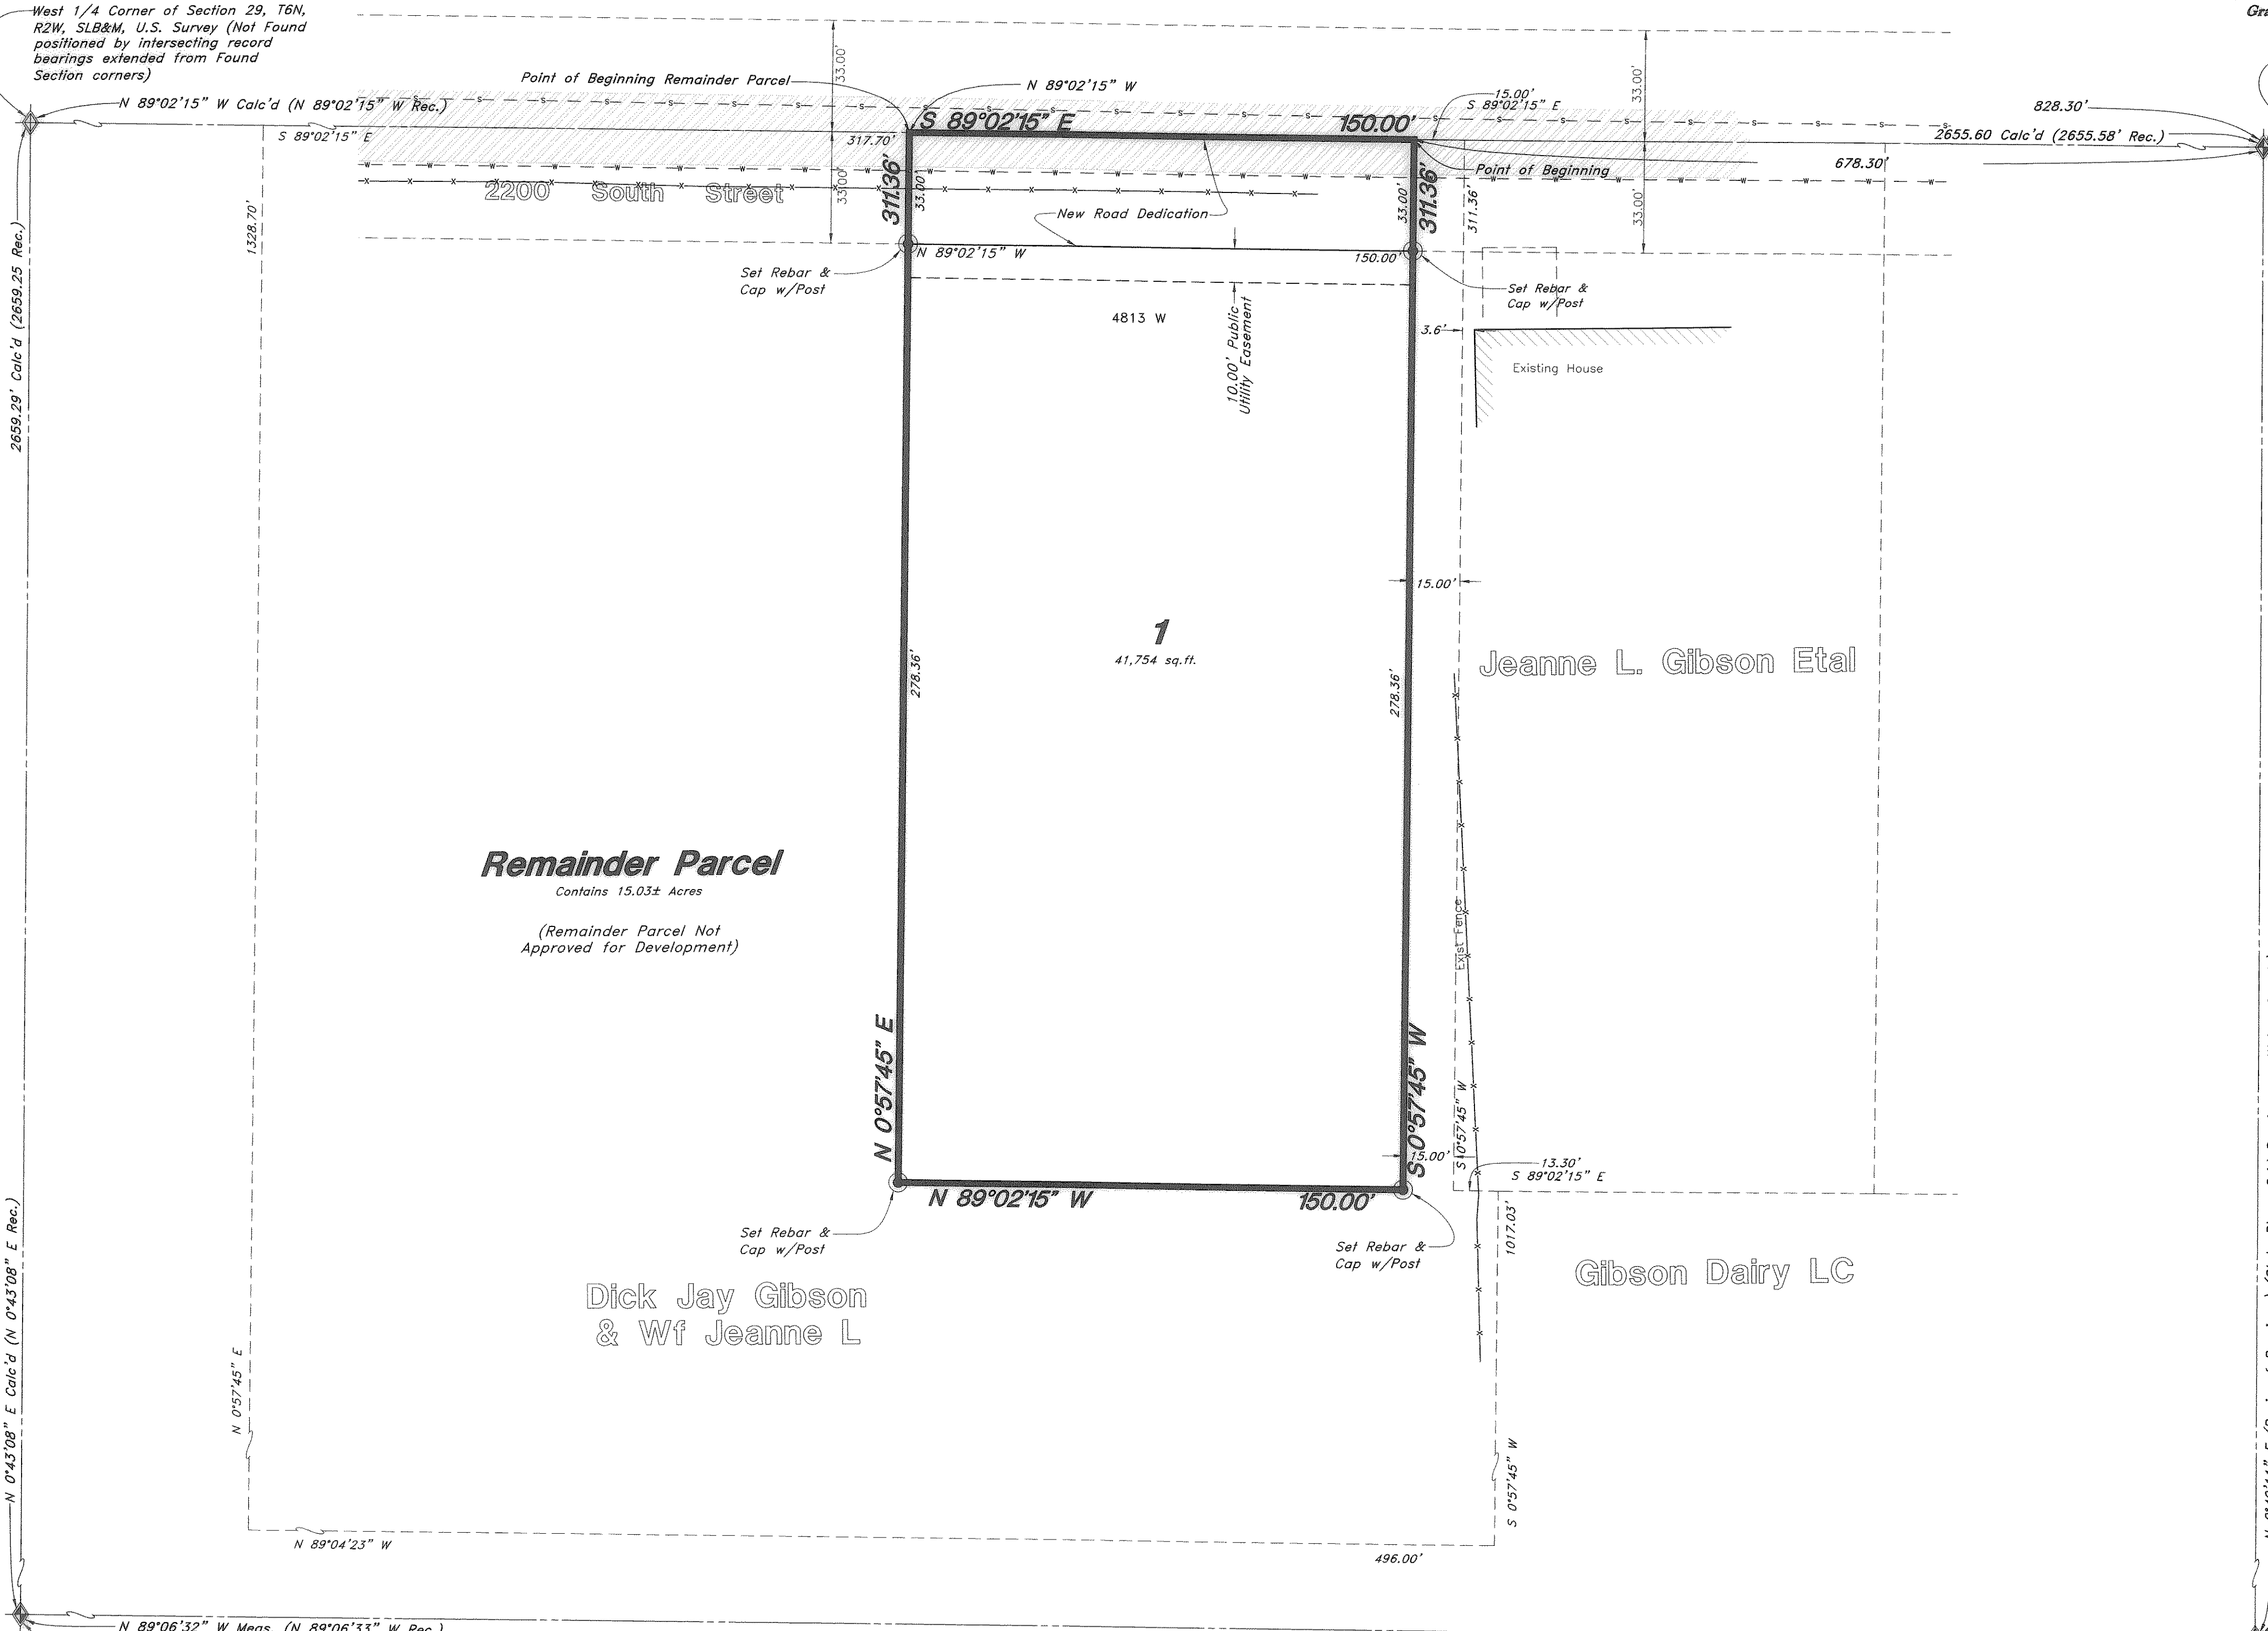 West 1/4 Corner of Section 29, T6N,
R2W, SLB&M, U.S. Survey (Not Found
positioned by intersecting record
bearings extended from Found
Section corners)
N 89°02'15" W Calc'd (N 89°02'15" W Rec.)
S 89°02'15" E
Point of Beginning Remainder Parcel
N 89°02'15" W
33.00'
33.00'
15.00'
S 89°02'15" E
828.30'
2655.60 Calc'd (2655.58' Rec.)
678.30'
317.70'
S 89°02'15" E
150.00'
Point of Beginning
2200 South Street
33.00'
311.36'
33.00'
New Road Dedication
33.00'
311.36'
311.36'
33.00'
1328.70'
2659.29' Calc'd (2659.25 Rec.)
N 89°02'15" W
150.00'
Set Rebar &
Cap w/Post
Set Rebar &
Cap w/Post
4813 W
10.00' Public
Utility Easement
3.6'
Existing House
15.00'
1
41,754 sq.ft.
278.36'
278.36'
Jeanne L. Gibson Etal
Remainder Parcel
Contains 15.03± Acres
(Remainder Parcel Not
Approved for Development)
Exist Fence
N 0°57'45" E
S 0°57'45" W
S 0°57'45" W
15.00'
13.30'
S 89°02'15" E
N 89°02'15" W
150.00'
Set Rebar &
Cap w/Post
Set Rebar &
Cap w/Post
1017.03'
Gibson Dairy LC
Dick Jay Gibson
& Wf Jeanne L
N 0°57'45" E
S 0°57'45" W
N 0°43'08" E Calc'd (N 0°43'08" E Rec.)
N 89°04'23" W
496.00'
N 89°06'32" W Meas. (N 89°06'33" W Rec.)